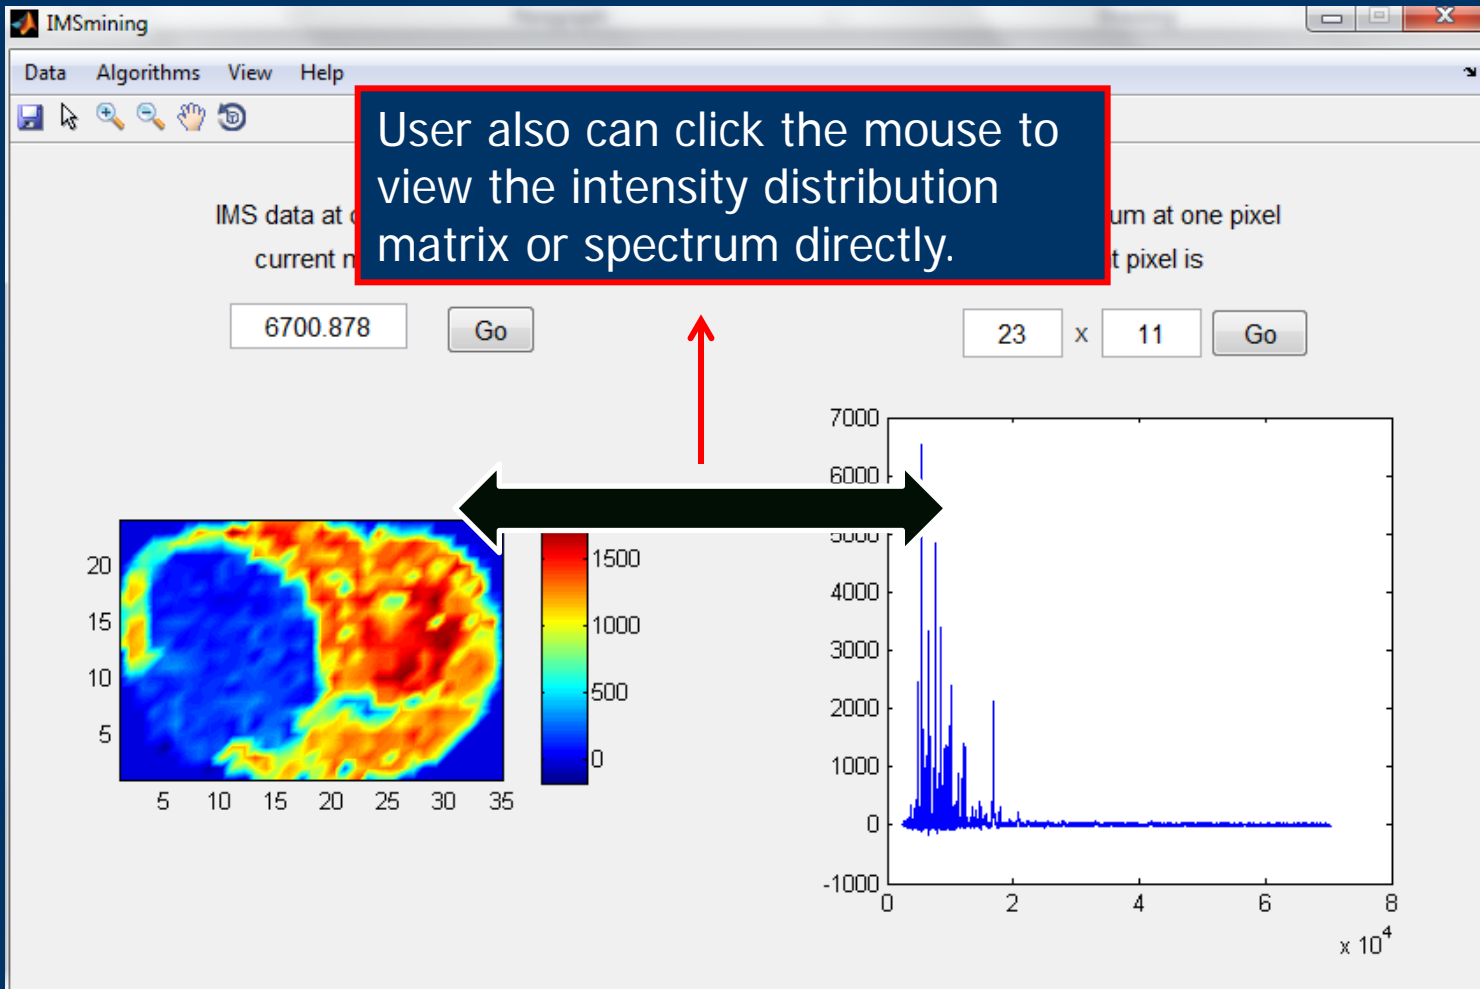 IMSmining
Data Algorithms View Help
User also can click the mouse to
view the intensity distribution
matrix or spectrum directly.
IMS data at
at one pixel
current
pixel is
6700.878 Go
23 x 11 Go
20
15
10
5
5 10 15 20 25 30 35
1500
1000
500
0
7000
6000
5000
4000
3000
2000
1000
0
-1000
0 2 4 6 8
x 10^4